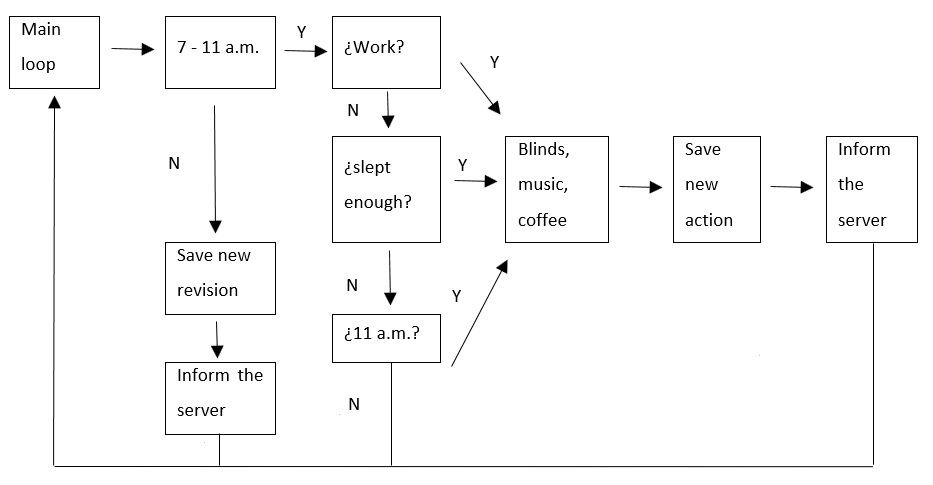 Main
loop
7 - 11 a.m.
Y
¿Work?
Y
N
N
¿slept
enough?
Y
Blinds,
music,
coffee
Save
new
action
Inform
the
server
Save new
revision
N
Y
¿11 a.m.?
Inform the
server
N